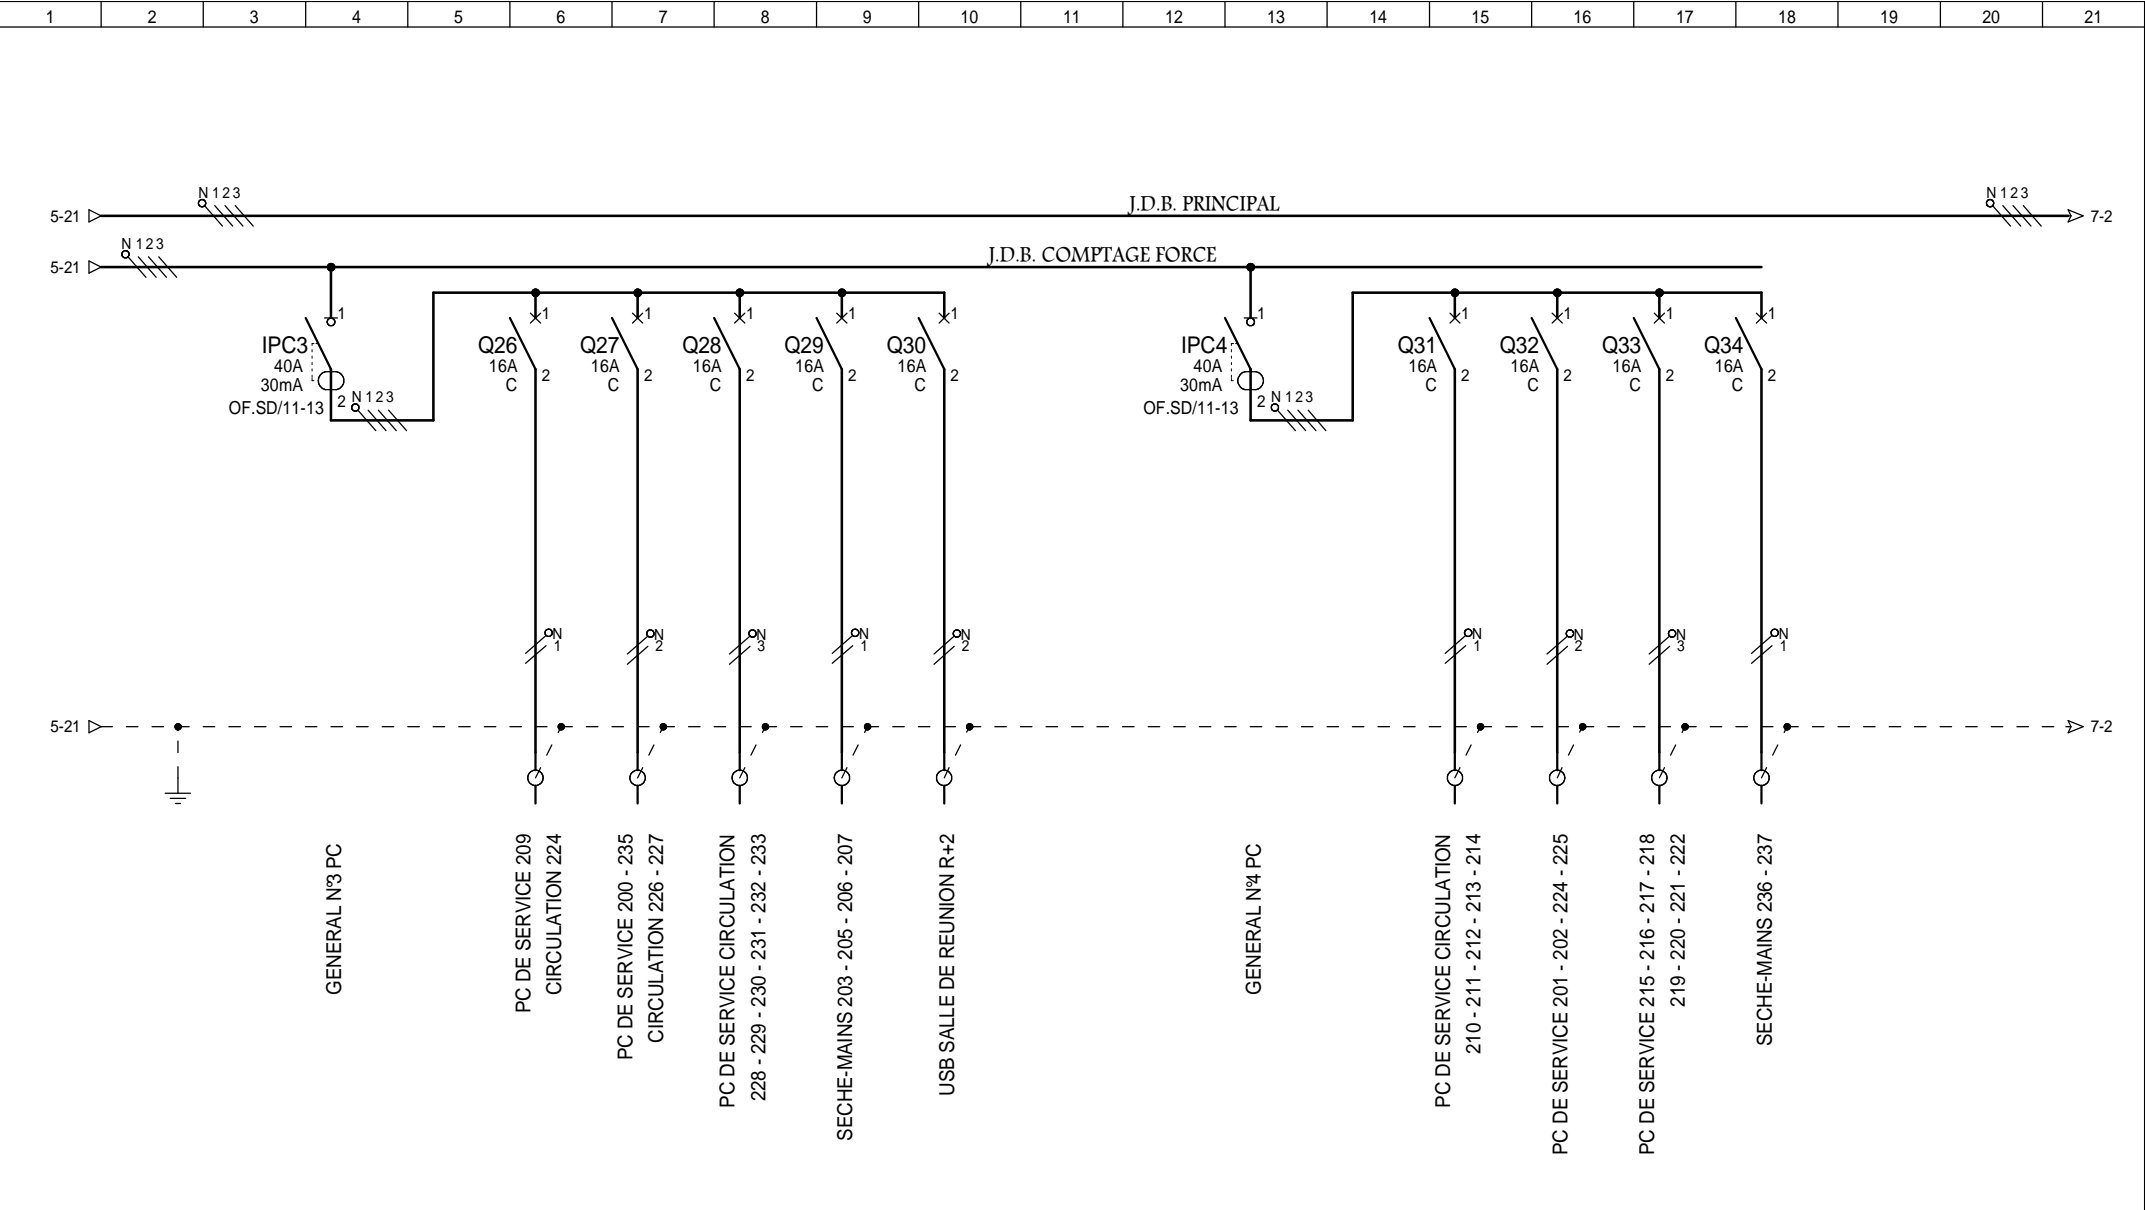 1 2 3 4 5 6 7 8 9 10 11 12 13 14 15 16 17 18 19 20 21
N 1 2 3
J.D.B. PRINCIPAL
N 1 2 3
5-21
7-2
N 1 2 3
J.D.B. COMPTAGE FORCE
5-21
1 1 1 1 1 1 1 1 1 1 1
IPC3 Q26 Q27 Q28 Q29 Q30 IPC4 Q31 Q32 Q33 Q34
40A 16A 16A 16A 16A 16A 40A 16A 16A 16A 16A
30mA C 2 C 2 C 2 C 2 C 2 30mA C 2 C 2 C 2 C 2
OF.SD/11-13 2 N 1 2 3 OF.SD/11-13 2 N 1 2 3
N N N N N N N N N
1 2 3 1 2 1 2 3 1
5-21
7-2
GENERAL N°3 PC
PC DE SERVICE 209
CIRCULATION 224
PC DE SERVICE 200 - 235
CIRCULATION 226 - 227
PC DE SERVICE CIRCULATION
228 - 229 - 230 - 231 - 232 - 233
SECHE-MAINS 203 - 205 - 206 - 207
USB SALLE DE REUNION R+2
GENERAL N°4 PC
PC DE SERVICE CIRCULATION
210 - 211 - 212 - 213 - 214
PC DE SERVICE 201 - 202 - 224 - 225
PC DE SERVICE 215 - 216 - 217 - 218
219 - 220 - 221 - 222
SECHE-MAINS 236 - 237